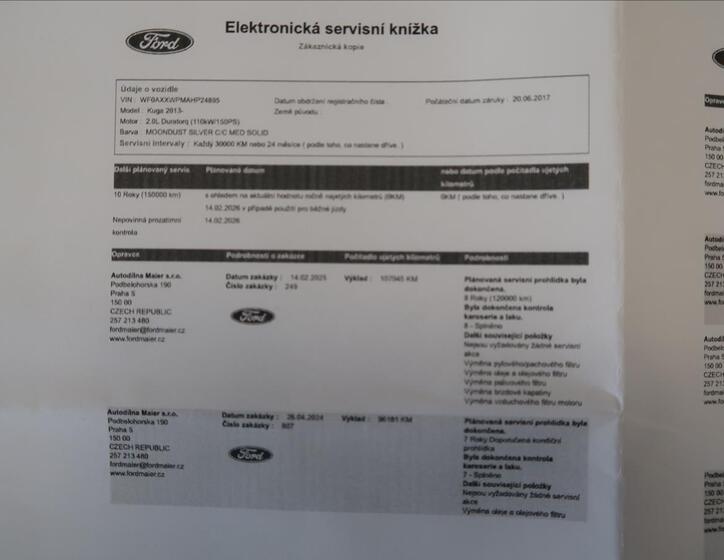 Ford
Elektronická servisní knížka
Zákaznická kopie
Údaje o vozidle
VIN : WF0AXXWPMAHP24895
Datum obdržení registračního čísla :
Počáteční datum záruky : 20.06.2017
Model : Kuga 2013-
Země původu :
Motor : 2.0L Duratorq (110kW/150PS)
Barva : MOONDUST SILVER C/C MED SOLID
Servisní intervaly : Každý 30000 KM nebo 24 měsíce ( podle toho, co nastane dříve. )
Další plánovaný servis
Plánované datum
nebo datum podle počítadla ujetých
kilometrů
10 Roky (150000 km)
s ohledem na aktuální hodnotu ročně najetých kilometrů (0KM)
0KM ( podle toho, co nastane dříve. )
14.02.2026 v případě použití pro běžné jízdy
Nepovinná prozatímní
kontrola
14.02.2026
Opravce
Podrobnosti o zakázce
Počítadlo ujetých kilometrů
Podrobnosti
Autodílna Maier s.r.o.
Podbelohorska 190
Praha 5
150 00
CZECH REPUBLIC
257 213 480
fordmaier@fordmaier.cz
www.fordmaier.cz
Datum zakázky : 14.02.2025
Číslo zakázky : 249
Ford
Výklad : 107945 KM
Plánovaná servisní prohlídka byla
dokončena.
8 Roky (120000 km)
Byla dokončena kontrola
karoserie a laku.
8 - Splněno
Další související položky
Nejsou vyžadovány žádné servisní
akce
Výměna pylového/pachového filtru
Výměna oleje a olejového filtru
Výměna palivového filtru
Výměna brzdové kapaliny
Výměna vzduchového filtru motoru
Autodílna Maier s.r.o.
Podbelohorska 190
Praha 5
150 00
CZECH REPUBLIC
257 213 480
fordmaier@fordmaier.cz
www.fordmaier.cz
Datum zakázky : 26.04.2024
Číslo zakázky : 807
Ford
Výklad : 96181 KM
Plánovaná servisní prohlídka byla
dokončena.
7 Roky Doporučená kondiční
prohlídka
Byla dokončena kontrola
karoserie a laku.
7 - Splněno
Další související položky
Nejsou vyžadovány žádné servisní
akce
Výměna oleje a olejového filtru